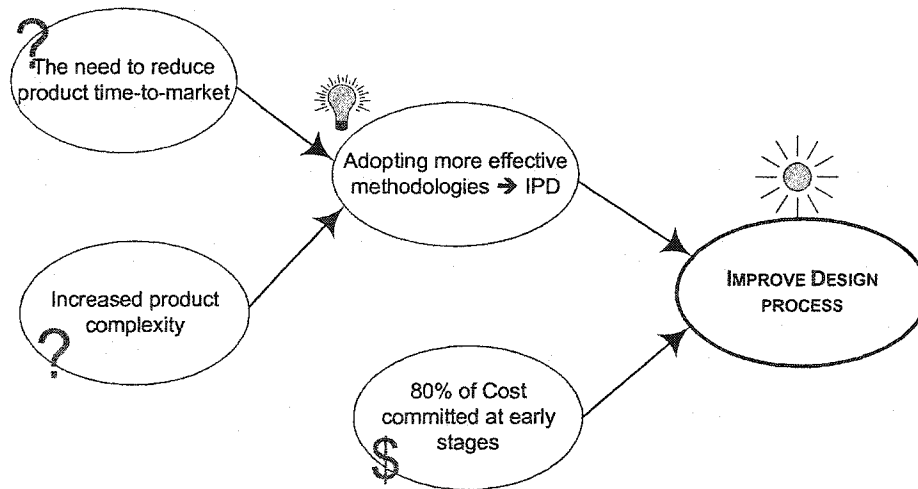 ?
The need to reduce
product time-to-market
Adopting more effective
methodologies ➔ IPD
Increased product
complexity
?
IMPROVE DESIGN
PROCESS
80% of Cost
committed at early
stages
$